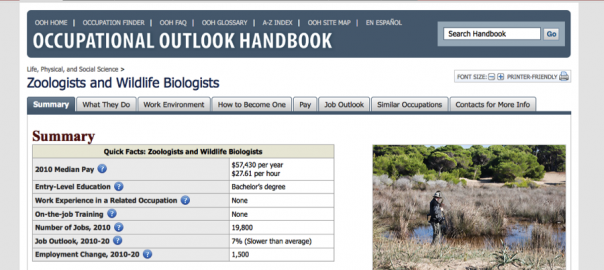 OOH HOME | OCCUPATION FINDER | OOH FAQ | OOH GLOSSARY | A-Z INDEX | OOH SITE MAP | EN ESPAÑOL
OCCUPATIONAL OUTLOOK HANDBOOK
Search Handbook Go
Life, Physical, and Social Science >
Zoologists and Wildlife Biologists
FONT SIZE: PRINTER-FRIENDLY
Summary What They Do Work Environment How to Become One Pay Job Outlook Similar Occupations Contacts for More Info
Summary
Quick Facts: Zoologists and Wildlife Biologists
2010 Median Pay ? $57,430 per year
$27.61 per hour
Entry-Level Education ? Bachelor's degree
Work Experience in a Related Occupation ? None
On-the-job Training ? None
Number of Jobs, 2010 ? 19,800
Job Outlook, 2010-20 ? 7% (Slower than average)
Employment Change, 2010-20 ? 1,500